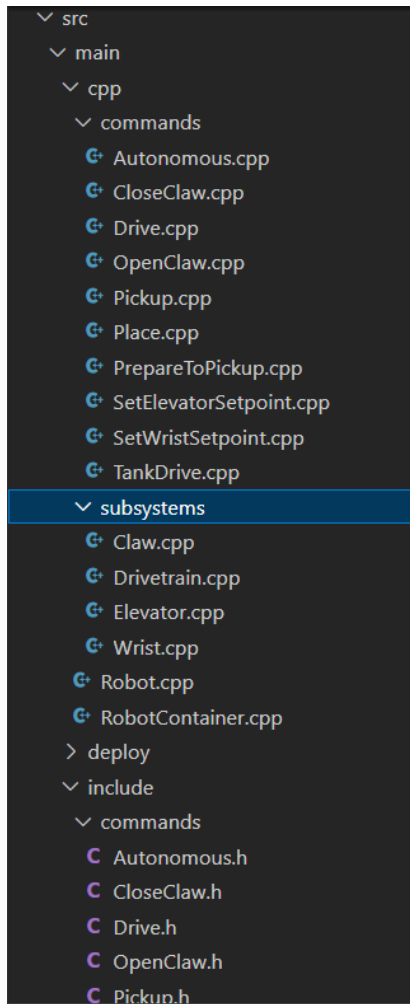 src
main
cpp
commands
Autonomous.cpp
CloseClaw.cpp
Drive.cpp
OpenClaw.cpp
Pickup.cpp
Place.cpp
PrepareToPickup.cpp
SetElevatorSetpoint.cpp
SetWristSetpoint.cpp
TankDrive.cpp
subsystems
Claw.cpp
Drivetrain.cpp
Elevator.cpp
Wrist.cpp
Robot.cpp
RobotContainer.cpp
deploy
include
commands
C Autonomous.h
C CloseClaw.h
C Drive.h
C OpenClaw.h
C Pickup.h